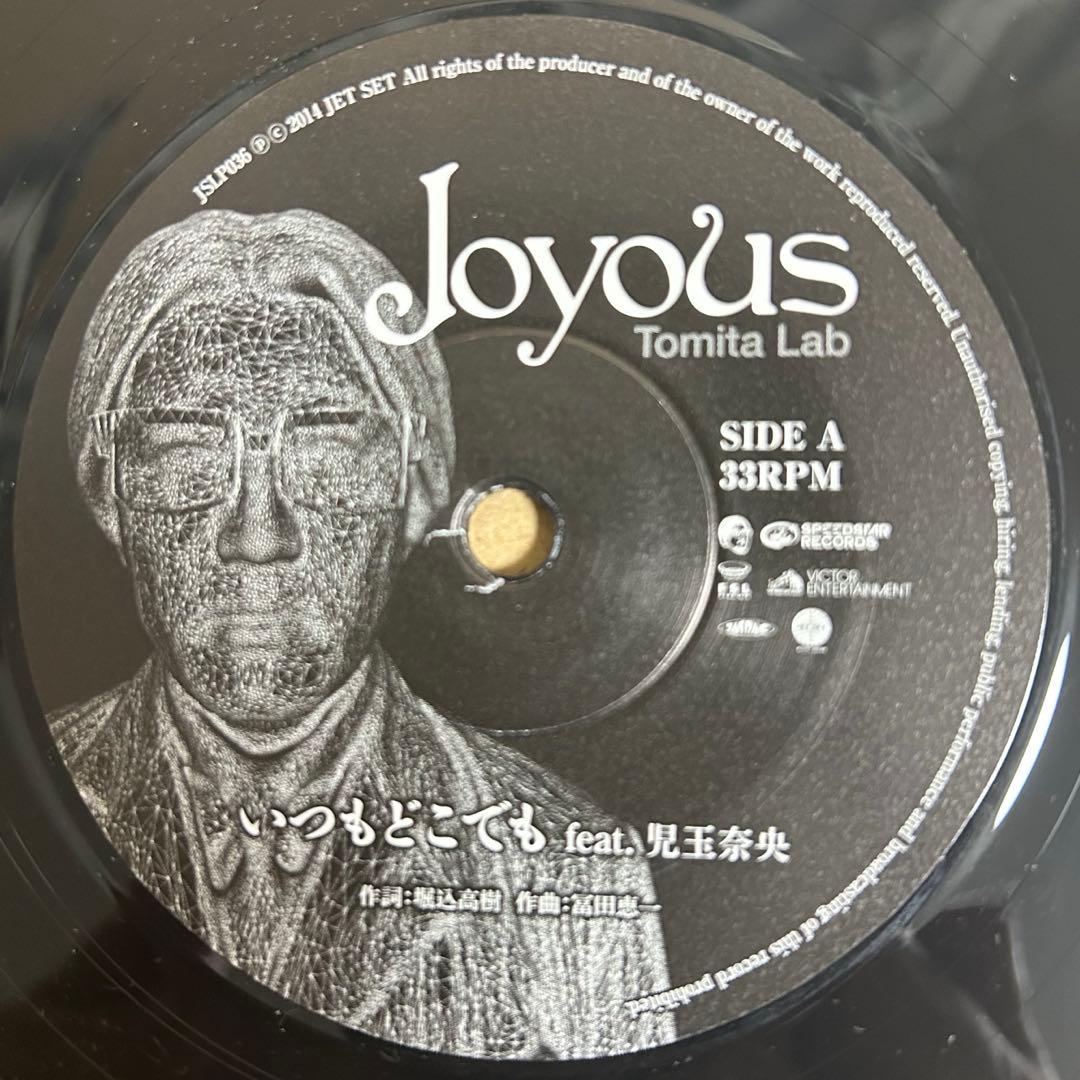 JSLP036 ℗©2014 JET SET All rights of the producer and of the owner of the work reproduced reserved. Unauthorised copying, hiring, lending, public performance and broadcasting of this record prohibited.
Joyous
Tomita Lab
SIDE A
33RPM
SPEEDSTAR
RECORDS
VICTOR
ENTERTAINMENT
いつもどこでも feat. 児玉奈央
作詞:堀込高樹 作曲:冨田恵一